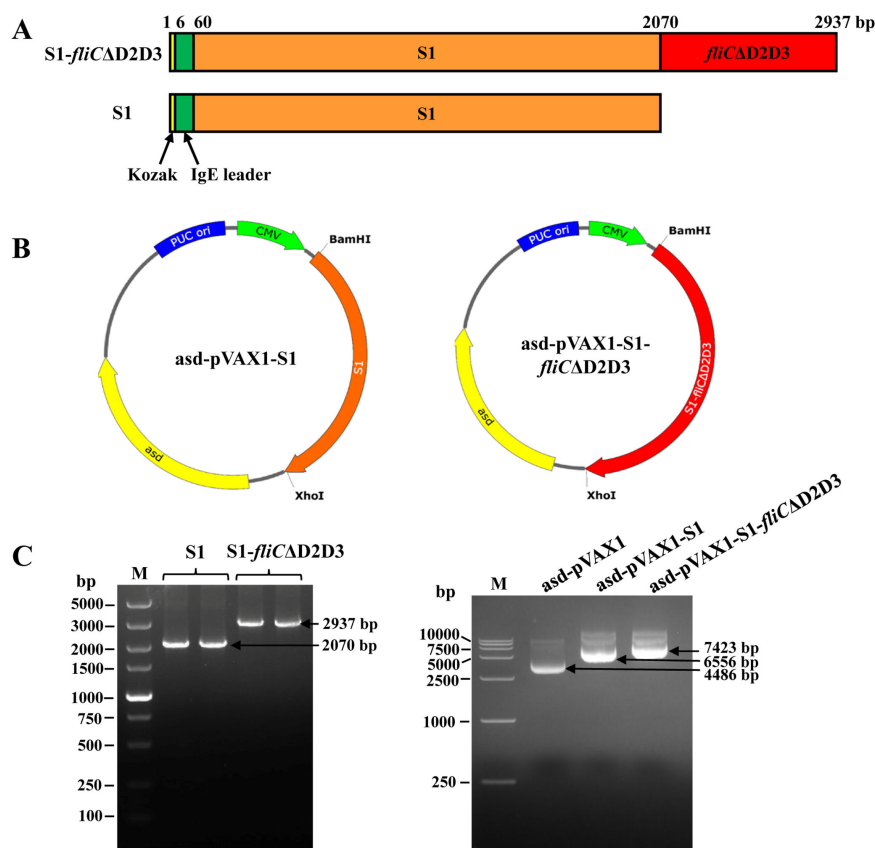 A
1 6 60 2070 2937 bp
S1-fliCΔD2D3 S1 fliCΔD2D3
S1 S1
Kozak IgE leader
B
PUC ori CMV BamHI
S1
XhoI
asd
asd-pVAX1-S1
PUC ori CMV BamHI
S1-fliCΔD2D3
XhoI
asd
asd-pVAX1-S1-
fliCΔD2D3
C
S1 S1-fliCΔD2D3
bp M
5000
3000 2937 bp
2000 2070 bp
1500
1000
750
500
250
100
asd-pVAX1 asd-pVAX1-S1 asd-pVAX1-S1-fliCΔD2D3
bp M
10000
7500 7423 bp
5000 6556 bp
2500 4486 bp
1000
250